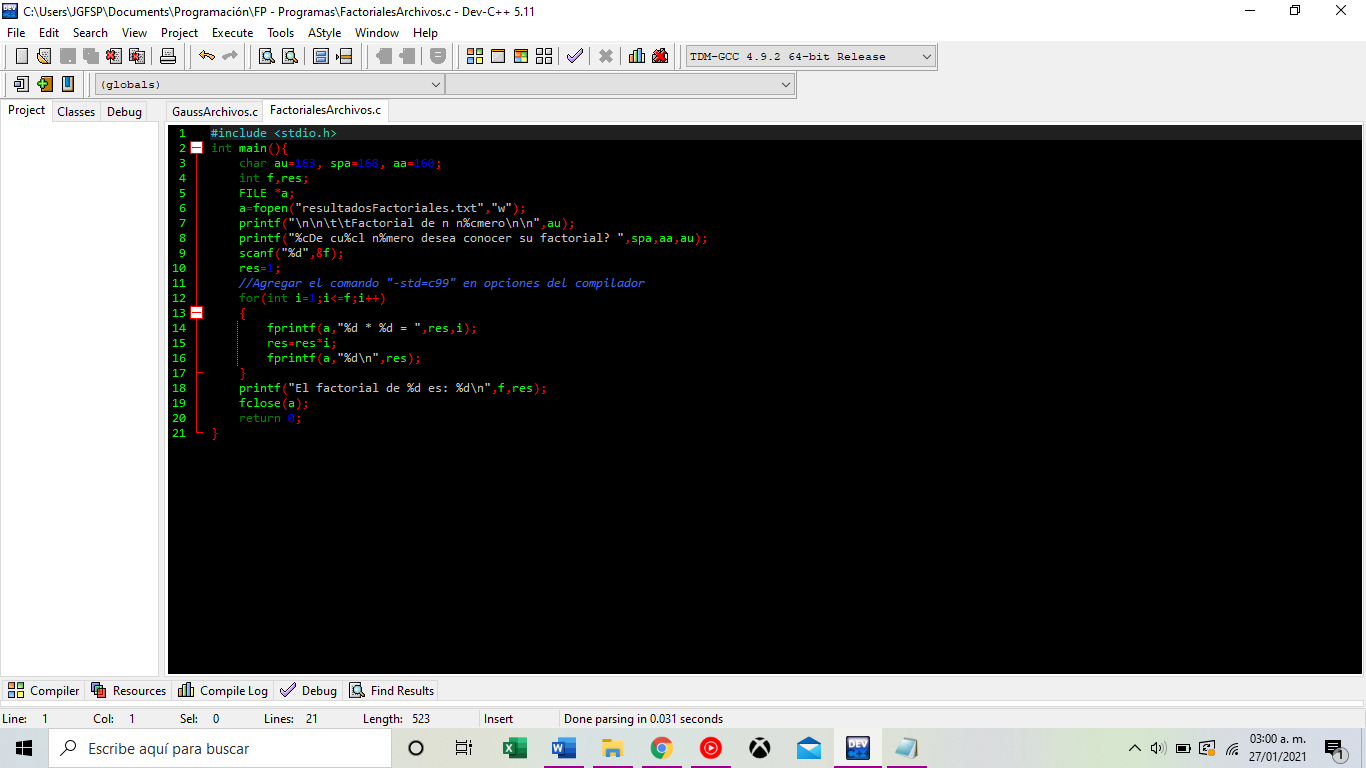 C:\Users\JGFSP\Documents\Programación\FP - Programas\FactorialesArchivos.c - Dev-C++ 5.11
File Edit Search View Project Execute Tools AStyle Window Help
TDM-GCC 4.9.2 64-bit Release
(globals)
Project Classes Debug GaussArchivos.c FactorialesArchivos.c
1 #include <stdio.h>
2 int main(){
3 char au=163, spa=168, aa=160;
4 int f,res;
5 FILE *a;
6 a=fopen("resultadosFactoriales.txt","w");
7 printf("\n\n\t\tFactorial de n n%cmero\n\n",au);
8 printf("%cDe cu%cl n%mero desea conocer su factorial? ",spa,aa,au);
9 scanf("%d",&f);
10 res=1;
11 //Agregar el comando "-std=c99" en opciones del compilador
12 for(int i=1;i<=f;i++)
13 {
14 fprintf(a,"%d * %d = ",res,i);
15 res=res*i;
16 fprintf(a,"%d\n",res);
17 }
18 printf("El factorial de %d es: %d\n",f,res);
19 fclose(a);
20 return 0;
21 }
Compiler Resources Compile Log Debug Find Results
Line: 1 Col: 1 Sel: 0 Lines: 21 Length: 523 Insert Done parsing in 0.031 seconds
Escribe aquí para buscar
DEV
03:00 a. m.
27/01/2021
1